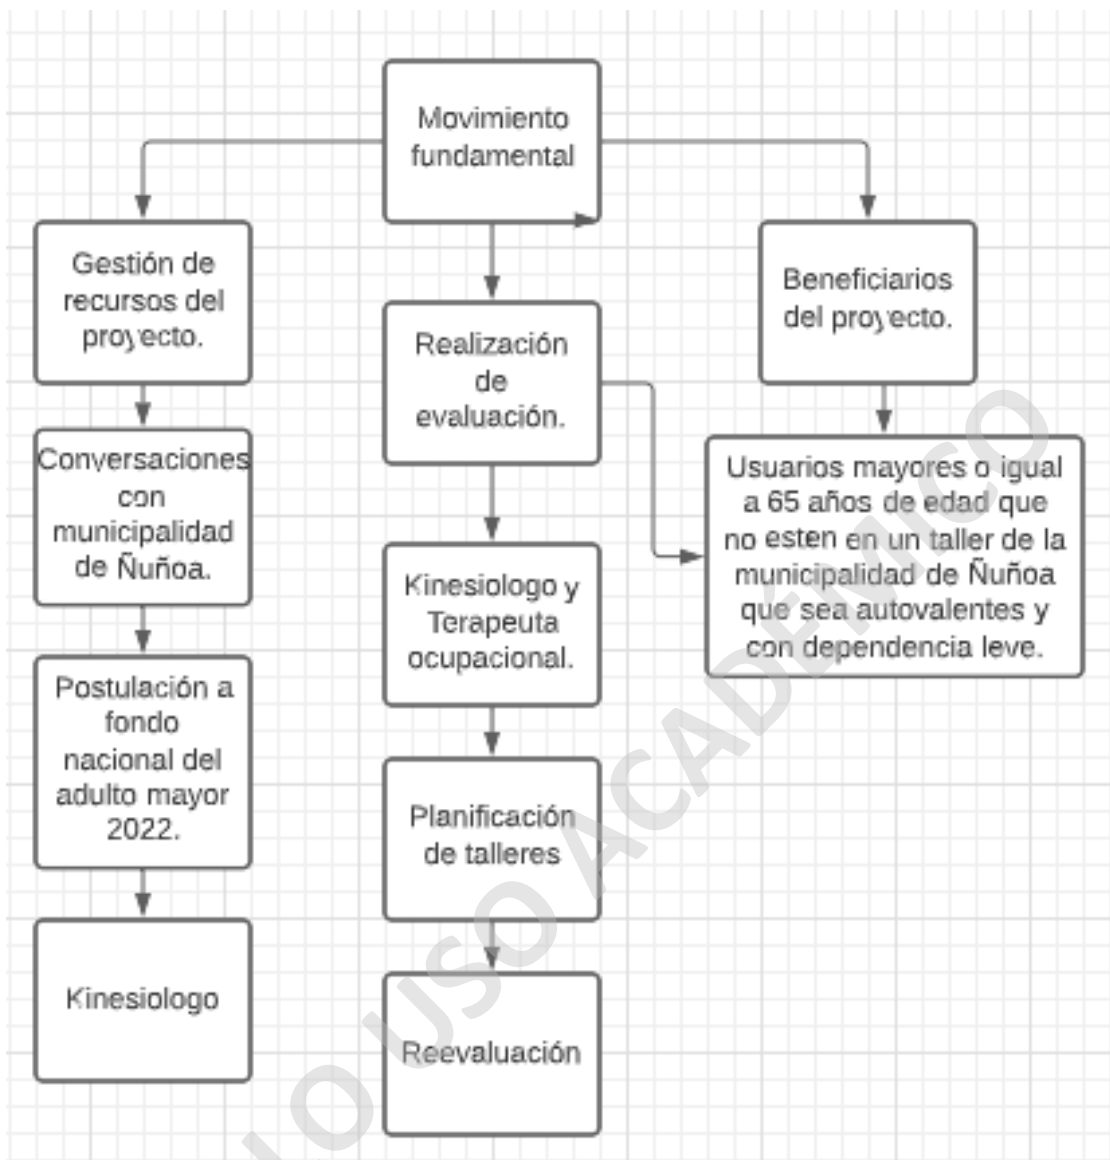 Movimiento
fundamental
Gestión de
recursos del
proyecto.
Conversaciones
con
municipalidad
de Ñuñoa.
Postulación a
fondo
nacional del
adulto mayor
2022.
Kinesiologo
Realización
de
evaluación.
Kinesiologo y
Terapeuta
ocupacional.
Planificación
de talleres
Reevaluación
Beneficiarios
del proyecto.
Usuarios mayores o igual
a 65 años de edad que
no esten en un taller de la
municipalidad de Ñuñoa
que sea autovalentes y
con dependencia leve.
LO USO ACADÉMICO